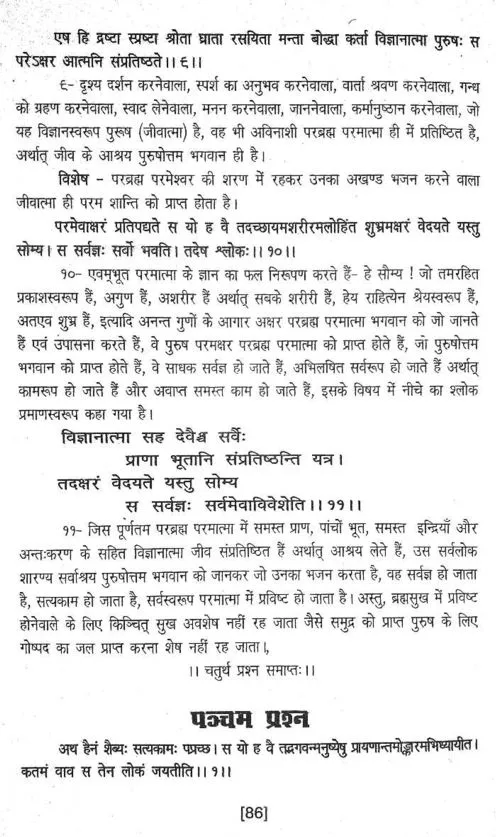 एष हि द्रष्टा स्प्रष्टा श्रोता घ्राता रसयिता मन्ता बोद्धा कर्ता विज्ञानात्मा पुरुषः स
परेऽक्षर आत्मनि संप्रतिष्ठते।।९।।
९- दृश्य दर्शन करनेवाला, स्पर्श का अनुभव करनेवाला, वार्ता श्रवण करनेवाला, गन्ध
को ग्रहण करनेवाला, स्वाद लेनेवाला, मनन करनेवाला, जाननेवाला, कर्मानुष्ठान करनेवाला, जो
यह विज्ञानस्वरूप पुरूष (जीवात्मा) है, वह भी अविनाशी परब्रह्म परमात्मा ही में प्रतिष्ठित है,
अर्थात् जीव के आश्रय पुरुषोत्तम भगवान ही है।
विशेष - परब्रह्म परमेश्वर की शरण में रहकर उनका अखण्ड भजन करने वाला
जीवात्मा ही परम शान्ति को प्राप्त होता है।
परमेवाक्षरं प्रतिपद्यते स यो ह वै तदच्छायमशरीरमलोहिंत शुभ्रमक्षरं वेदयते यस्तु
सोम्य। स सर्वज्ञः सर्वो भवति। तदेष श्लोकः।।१०।।
१०- एवम्भूत परमात्मा के ज्ञान का फल निरूपण करते हैं- हे सौम्य ! जो तमरहित
प्रकाशस्वरूप हैं, अगुण हैं, अशरीर हैं अर्थात् सबके शरीरी हैं, हेय राहित्येन श्रेयस्वरूप हैं,
अतएव शुभ्र हैं, इत्यादि अनन्त गुणों के आगार अक्षर परब्रह्म परमात्मा भगवान को जो जानते
हैं एवं उपासना करते हैं, वे पुरुष परमक्षर परब्रह्म परमात्मा को प्राप्त होते हैं, जो पुरुषोत्तम
भगवान को प्राप्त होते हैं, वे साधक सर्वज्ञ हो जाते हैं, अभिलषित सर्वरूप हो जाते हैं अर्थात्
कामरूप हो जाते हैं और अवाप्त समस्त काम हो जाते हैं, इसके विषय में नीचे का श्लोक
प्रमाणस्वरूप कहा गया है।
विज्ञानात्मा सह देवैश्च सर्वैः
प्राणा भूतानि संप्रतिष्ठन्ति यत्र।
तदक्षरं वेदयते यस्तु सोम्य
स सर्वज्ञः सर्वमेवाविवेशेति।।११।।
११- जिस पूर्णतम परब्रह्म परमात्मा में समस्त प्राण, पांचों भूत, समस्त इन्द्रियाँ और
अन्तःकरण के सहित विज्ञानात्मा जीव संप्रतिष्ठित हैं अर्थात् आश्रय लेते हैं, उस सर्वलोक
शारण्य सर्वाश्रय पुरुषोत्तम भगवान को जानकर जो उनका भजन करता है, वह सर्वज्ञ हो जाता
है, सत्यकाम हो जाता है, सर्वस्वरूप परमात्मा में प्रविष्ट हो जाता है। अस्तु, ब्रह्मसुख में प्रविष्ट
होनेवाले के लिए किञ्चित् सुख अवशेष नहीं रह जाता जैसे समुद्र को प्राप्त पुरुष के लिए
गोष्पद का जल प्राप्त करना शेष नहीं रह जाता।,
।। चतुर्थ प्रश्न समाप्तः।।
पञ्चम प्रश्न
अथ हैनं शैब्यः सत्यकामः पप्रच्छ। स यो ह वै तद्भगवन्मनुष्येषु प्रायणान्तमोङ्कारमभिध्यायीत।
कतमं वाव स तेन लोकं जयतीति।।१।।
[86]